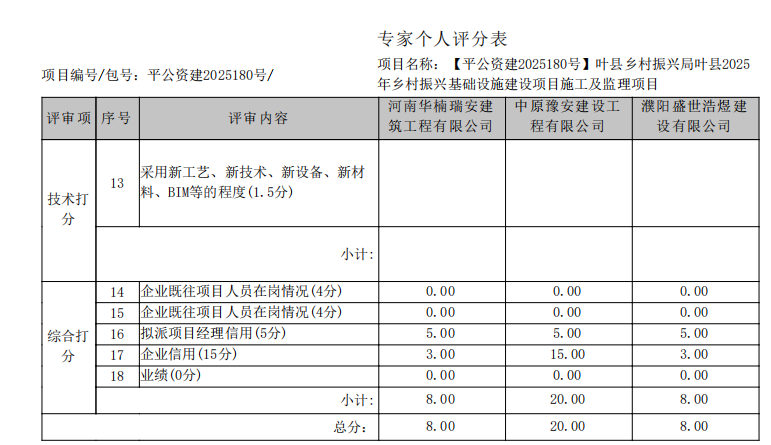 专家个人评分表
项目编号/包号: 平公资建2025180号/
项目名称: 【平公资建2025180号】叶县乡村振兴局叶县2025
年乡村振兴基础设施建设项目施工及监理项目
评审项 序号 评审内容 河南华楠瑞安建 中原豫安建设工 濮阳盛世浩煜建
筑工程有限公司 程有限公司 设有限公司
技术打
分
13 采用新工艺、新技术、新设备、新材
料、BIM等的程度(1.5分)
小计:
综合打
分
14 企业既往项目人员在岗情况(4分) 0.00 0.00 0.00
15 企业既往项目人员在岗情况(4分) 0.00 0.00 0.00
16 拟派项目经理信用(5分) 5.00 5.00 5.00
17 企业信用(15分) 3.00 15.00 3.00
18 业绩(0分) 0.00 0.00 0.00
小计: 8.00 20.00 8.00
总分: 8.00 20.00 8.00